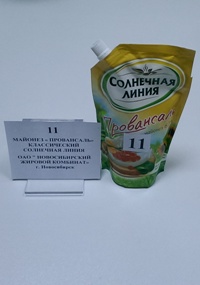 11
МАЙОНЕЗ «ПРОВАНСАЛЬ»
КЛАССИЧЕСКИЙ
СОЛНЕЧНАЯ ЛИНИЯ
ОАО " НОВОСИБИРСКИЙ
ЖИРОВОЙ КОМБИНАТ»
г. Новосибирск
СОЛНЕЧНАЯ
ЛИНИЯ
Провансаль
11